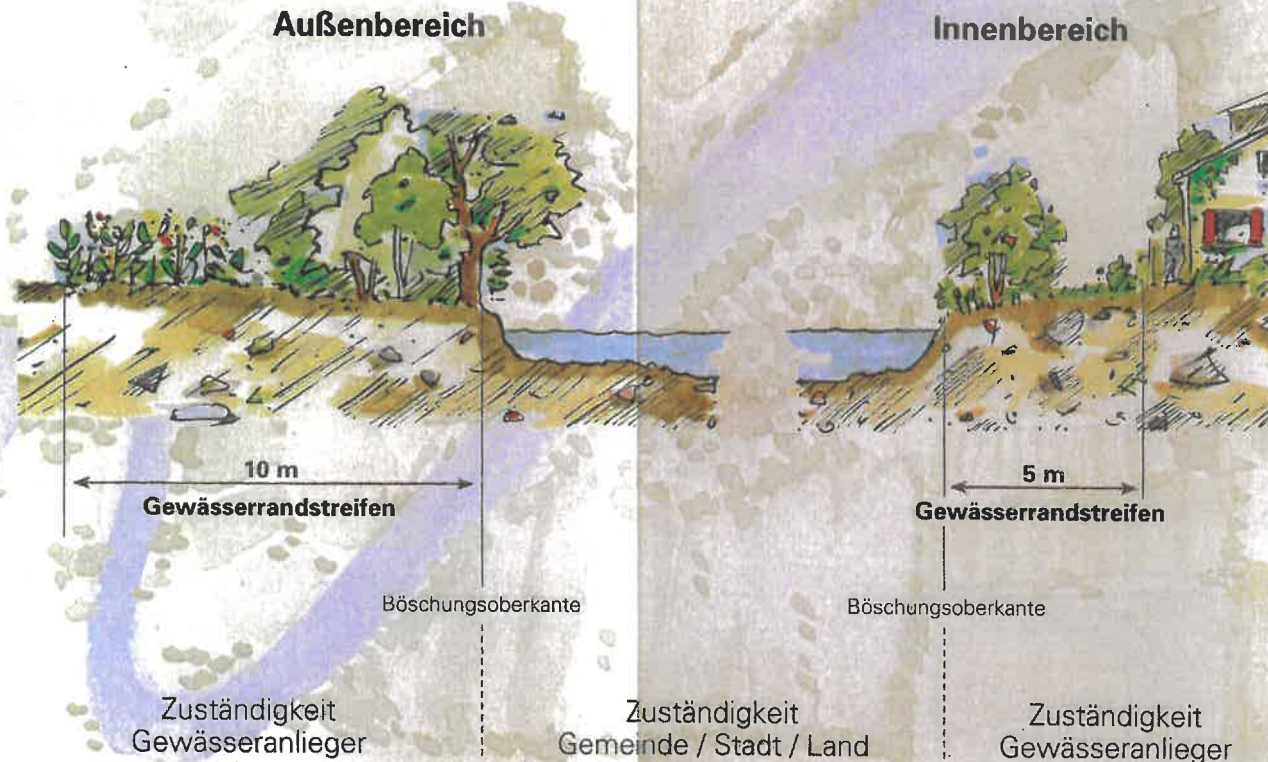 Außenbereich
Innenbereich
10 m
Gewässerrandstreifen
5 m
Gewässerrandstreifen
Böschungsoberkante
Böschungsoberkante
Zuständigkeit
Gewässeranlieger
Zuständigkeit
Gemeinde / Stadt / Land
Zuständigkeit
Gewässeranlieger